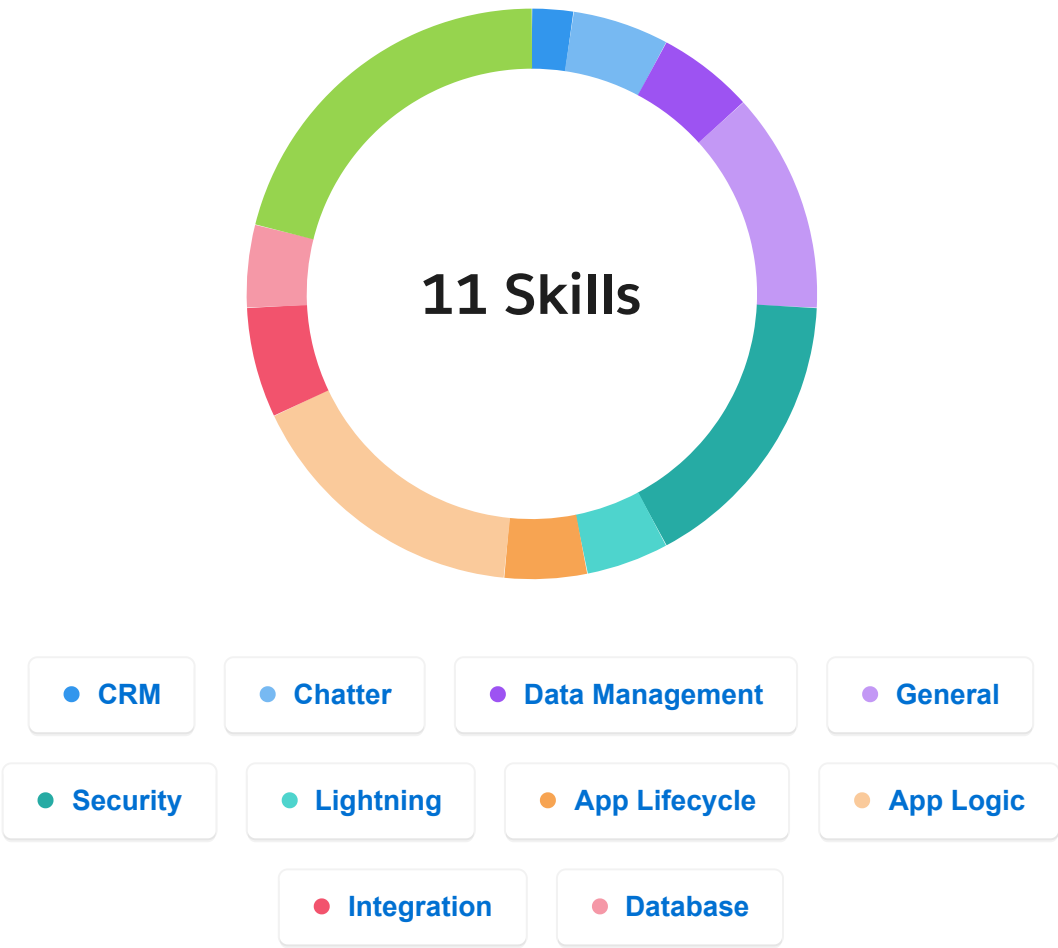 11 Skills
CRM Chatter Data Management General
Security Lightning App Lifecycle App Logic
Integration Database